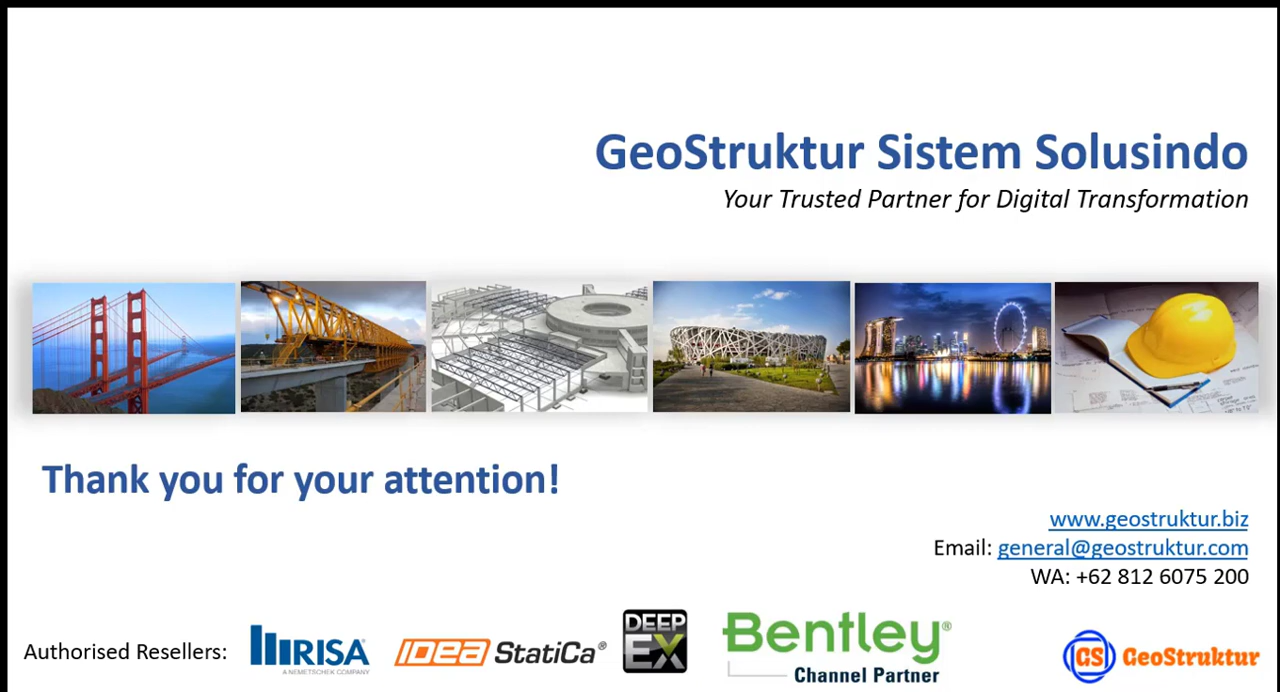 GeoStruktur Sistem Solusindo
Your Trusted Partner for Digital Transformation
Thank you for your attention!
www.geostruktur.biz
Email: general@geostruktur.com
WA: +62 812 6075 200
Authorised Resellers:
RISA
A NEMETSCHEK COMPANY
IDEA StatiCa®
DEEP
EX
Bentley®
Channel Partner
GS GeoStruktur